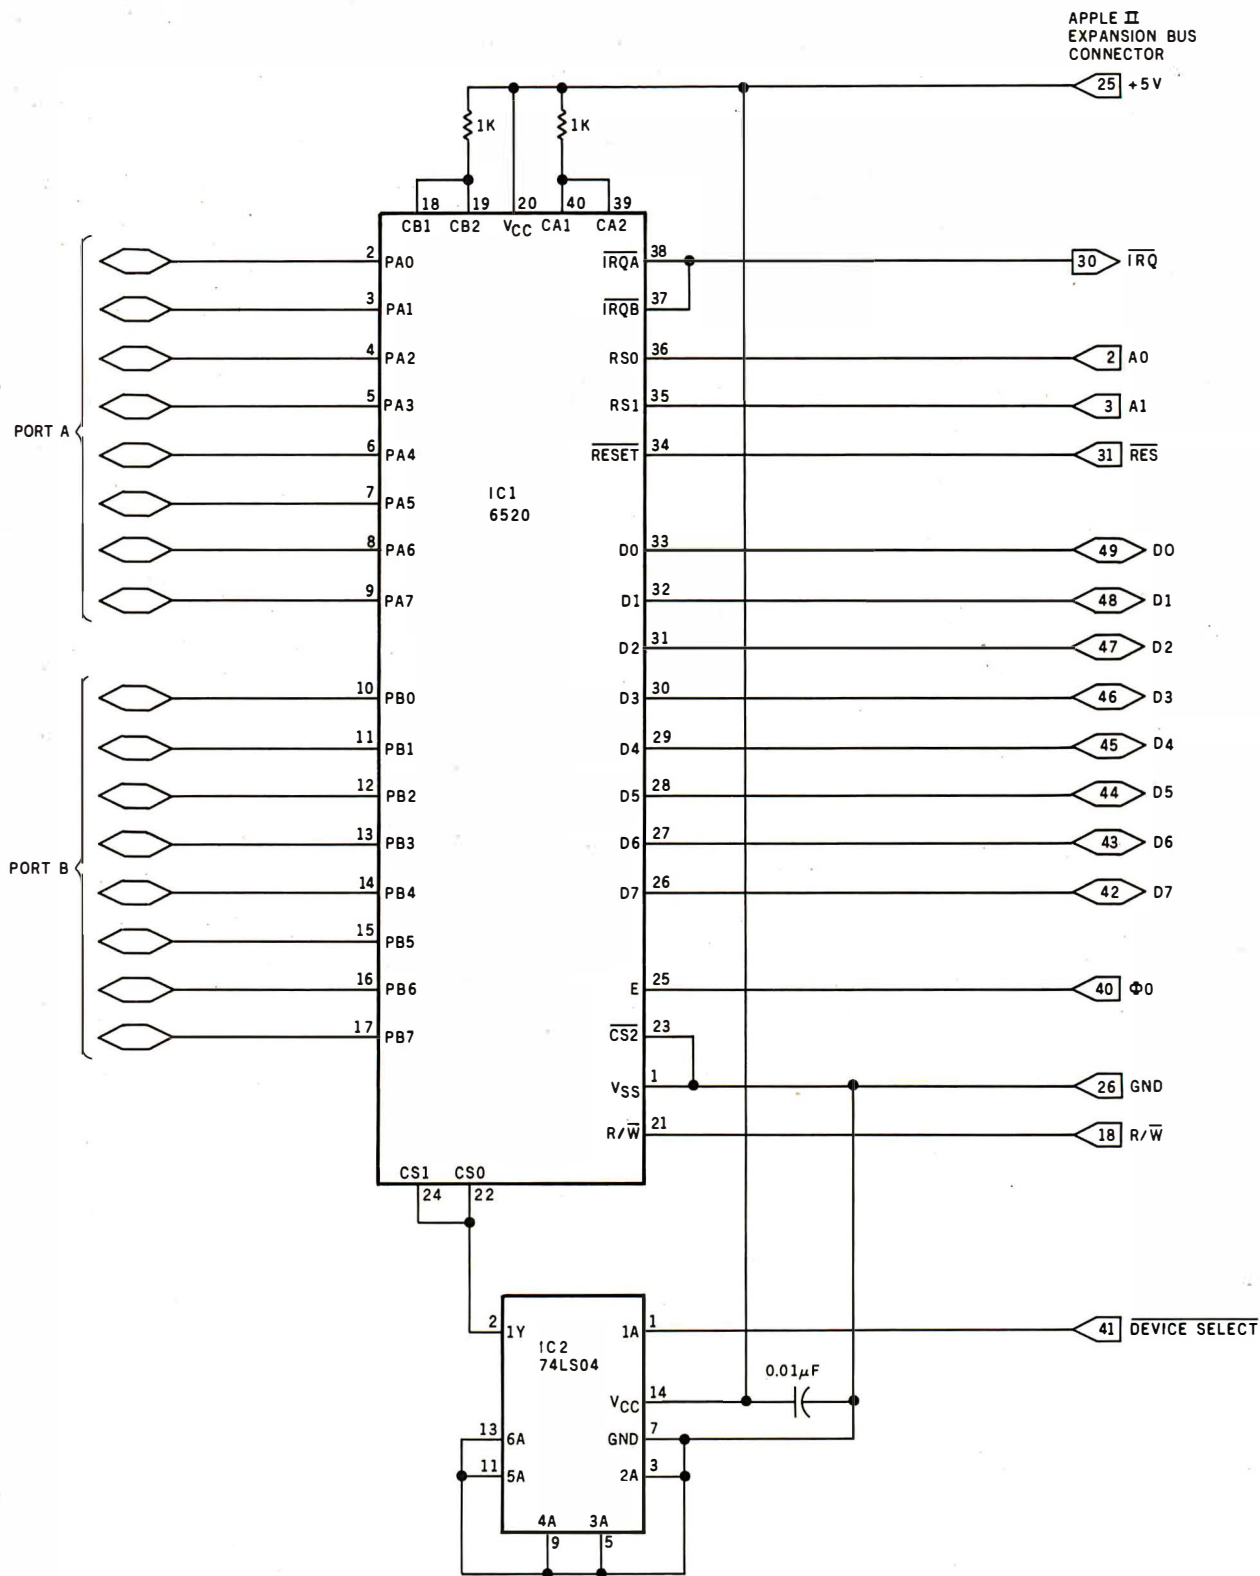 APPLE II
EXPANSION BUS
CONNECTOR
25 +5V
1K
1K
18 19 20 40 39
CB1 CB2 VCC CA1 CA2
2 PA0
3 PA1
4 PA2
5 PA3
6 PA4
7 PA5
8 PA6
9 PA7
PORT A
10 PB0
11 PB1
12 PB2
13 PB3
14 PB4
15 PB5
16 PB6
17 PB7
PORT B
IC1
6520
IRQA 38 30 IRQ
IRQB 37
RS0 36 2 A0
RS1 35 3 A1
RESET 34 31 RES
D0 33 49 D0
D1 32 48 D1
D2 31 47 D2
D3 30 46 D3
D4 29 45 D4
D5 28 44 D5
D6 27 43 D6
D7 26 42 D7
E 25 40 Φ0
CS2 23
VSS 1 26 GND
R/W 21 18 R/W
CS1 CS0
24 22
2 1Y
IC2
74LS04
1A 1 41 DEVICE SELECT
0.01μF
VCC 14
13 6A
GND 7
11 5A
2A 3
4A 3A
9 5